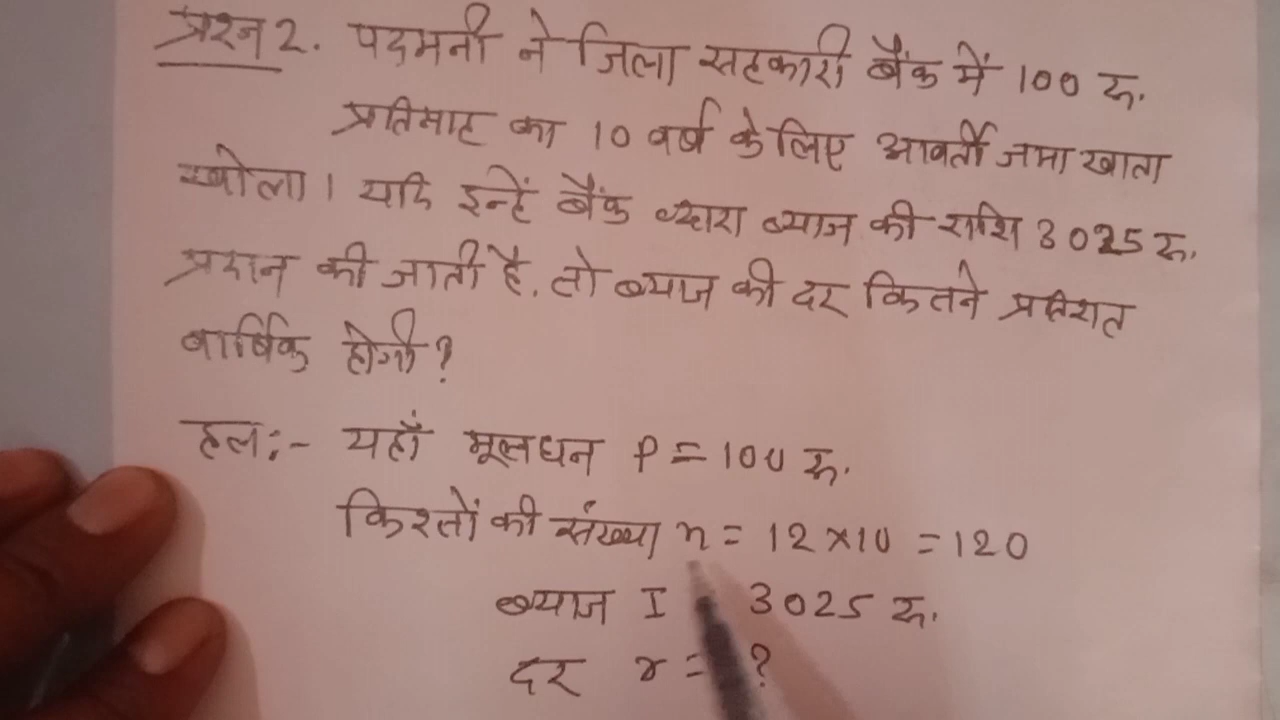 प्रश्न 2. पदमनी ने जिला सहकारी बैंक में 100 रु.
प्रतिमाह का 10 वर्ष के लिए आवर्ती जमा खाता
खोला। यदि इन्हें बैंक द्वारा ब्याज की राशि 3025 रु.
प्रदान की जाती है. तो ब्याज की दर कितने प्रतिशत
वार्षिक होगी?
हल:- यहाँ मूलधन P = 100 रु.
किश्तों की संख्या n = 12 × 10 = 120
ब्याज I 3025 रु.
दर r = ?